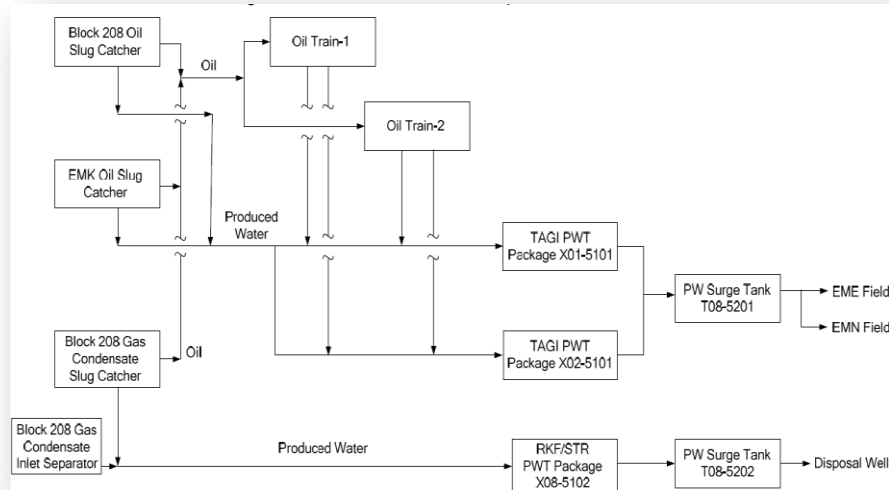 Block 208 Oil
Slug Catcher
Oil
Oil Train-1
Oil Train-2
EMK Oil Slug
Catcher
Produced
Water
TAGI PWT
Package X01-5101
PW Surge Tank
T08-5201
EME Field
EMN Field
TAGI PWT
Package X02-5101
Block 208 Gas
Condensate
Slug Catcher
Oil
Block 208 Gas
Condensate
Inlet Separator
Produced Water
RKF/STR
PWT Package
X08-5102
PW Surge Tank
T08-5202
Disposal Well